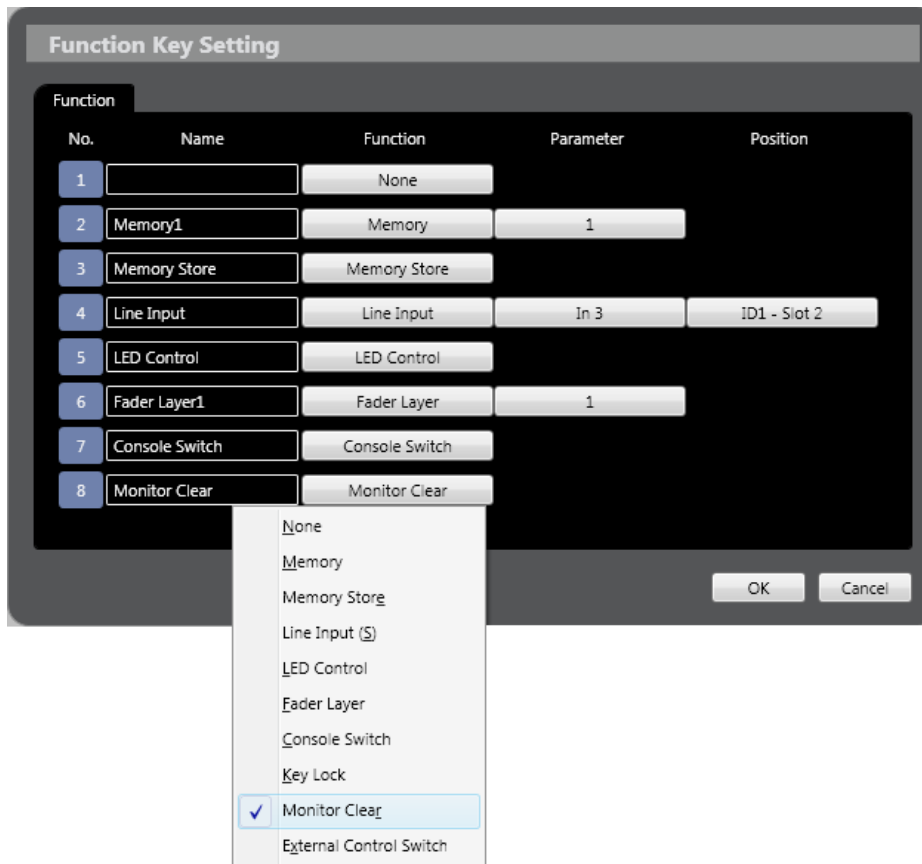 Function Key Setting
Function
No. Name Function Parameter Position
1 None
2 Memory1 Memory 1
3 Memory Store Memory Store
4 Line Input Line Input In 3 ID1 - Slot 2
5 LED Control LED Control
6 Fader Layer1 Fader Layer 1
7 Console Switch Console Switch
8 Monitor Clear Monitor Clear
None
Memory
Memory Store
OK Cancel
Line Input (S)
LED Control
Fader Layer
Console Switch
Key Lock
Monitor Clear
External Control Switch